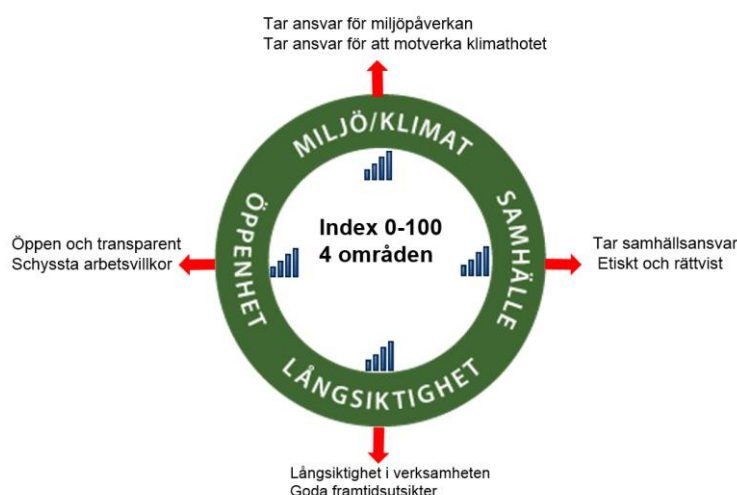 Tar ansvar för miljöpåverkan
Tar ansvar för att motverka klimathotet
MILJÖ/KLIMAT
ÖPPENHET
SAMHÄLLE
Index 0-100
4 områden
Öppen och transparent
Schyssta arbetsvillkor
Tar samhällsansvar
Etiskt och rättvist
LÅNGSIKTIGHET
Långsiktighet i verksamheten
Goda framtidsutsikter